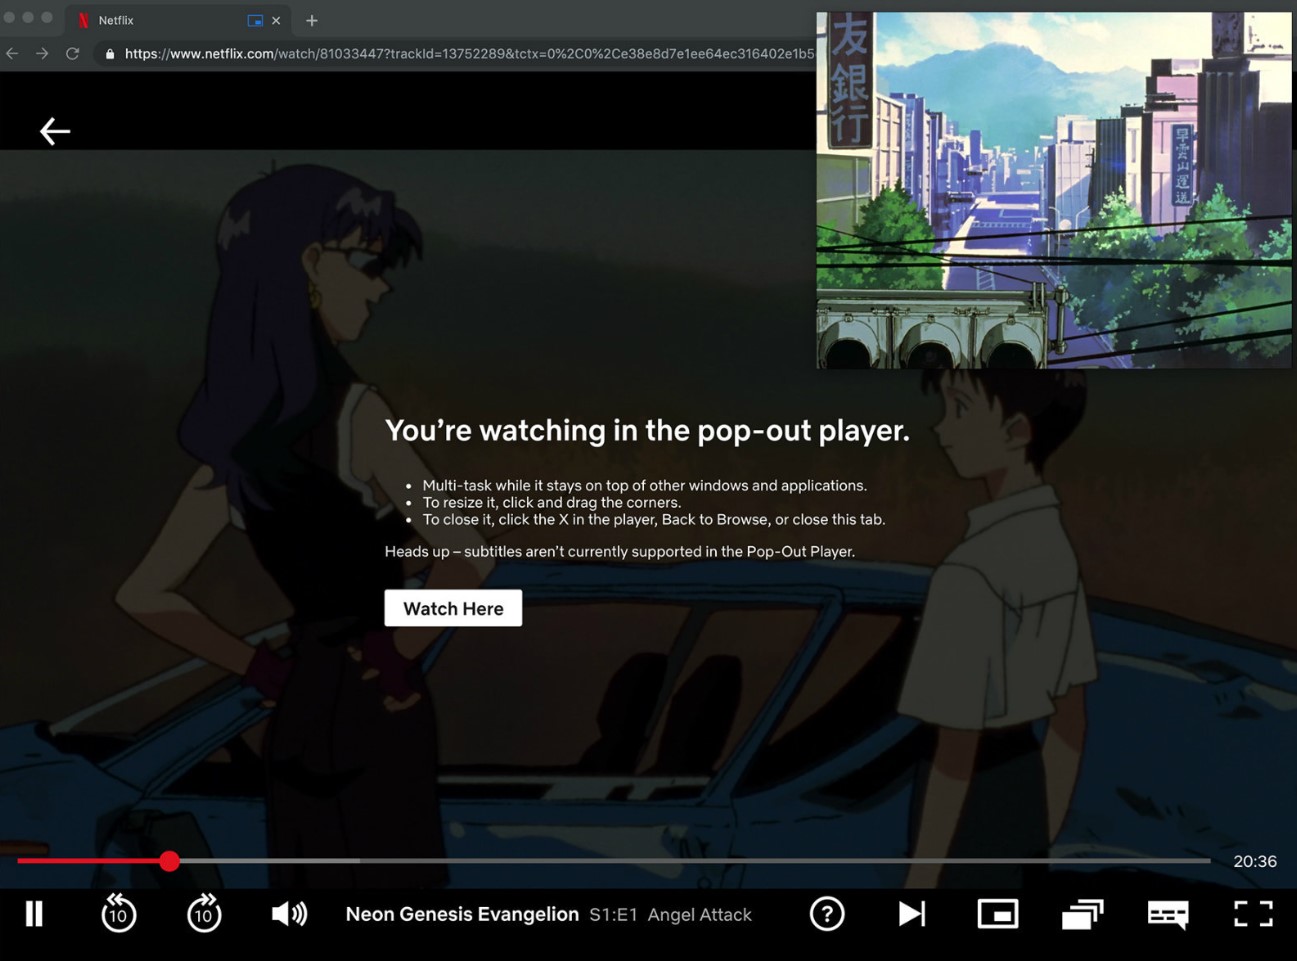 Netflix
https://www.netflix.com/watch/81033447?trackId=13752289&tctx=0%2C0%2Ce38e8d7e1ee64ec316402e1b5
友銀行
早雲山運送
You’re watching in the pop-out player.
• Multi-task while it stays on top of other windows and applications.
• To resize it, click and drag the corners.
• To close it, click the X in the player, Back to Browse, or close this tab.
Heads up – subtitles aren’t currently supported in the Pop-Out Player.
Watch Here
20:36
10
10
Neon Genesis Evangelion S1:E1 Angel Attack
?